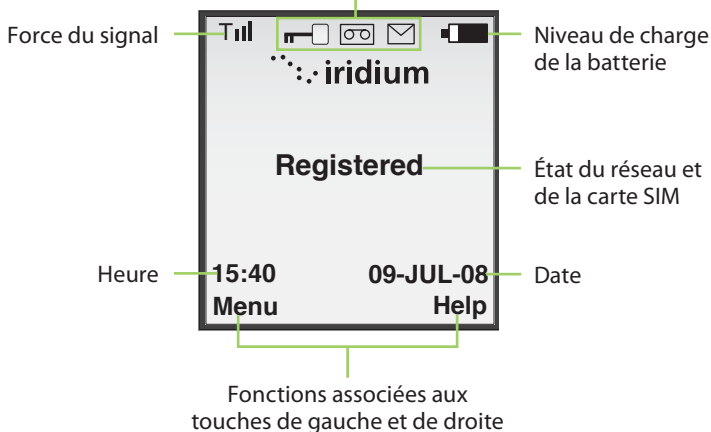 Force du signal
Niveau de charge
de la batterie
iridium
Registered
État du réseau et
de la carte SIM
Heure
15:40
09-JUL-08
Date
Menu
Help
Fonctions associées aux
touches de gauche et de droite